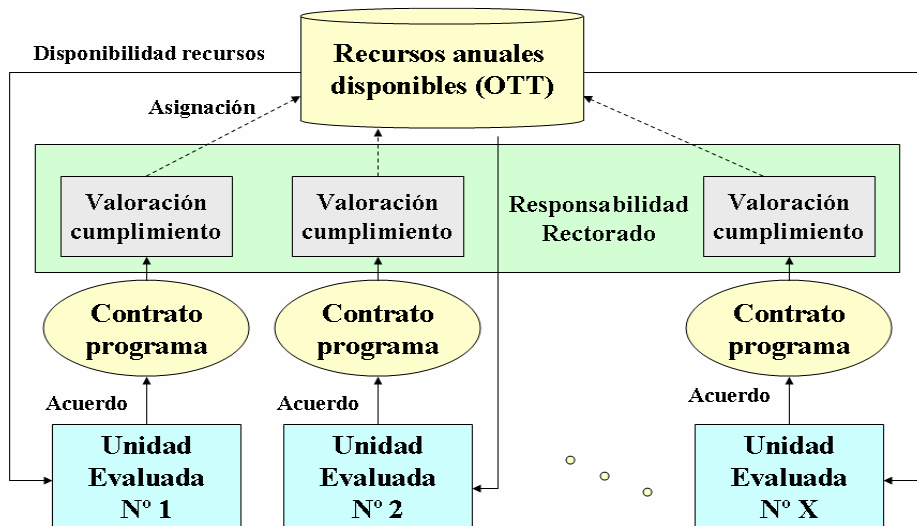 Disponibilidad recursos
Recursos anuales
disponibles (OTT)
Asignación
Valoración
cumplimiento
Valoración
cumplimiento
Responsabilidad
Rectorado
Valoración
cumplimiento
Contrato
programa
Contrato
programa
Contrato
programa
Acuerdo
Acuerdo
Acuerdo
Unidad
Evaluada
Nº 1
Unidad
Evaluada
Nº 2
Unidad
Evaluada
Nº X